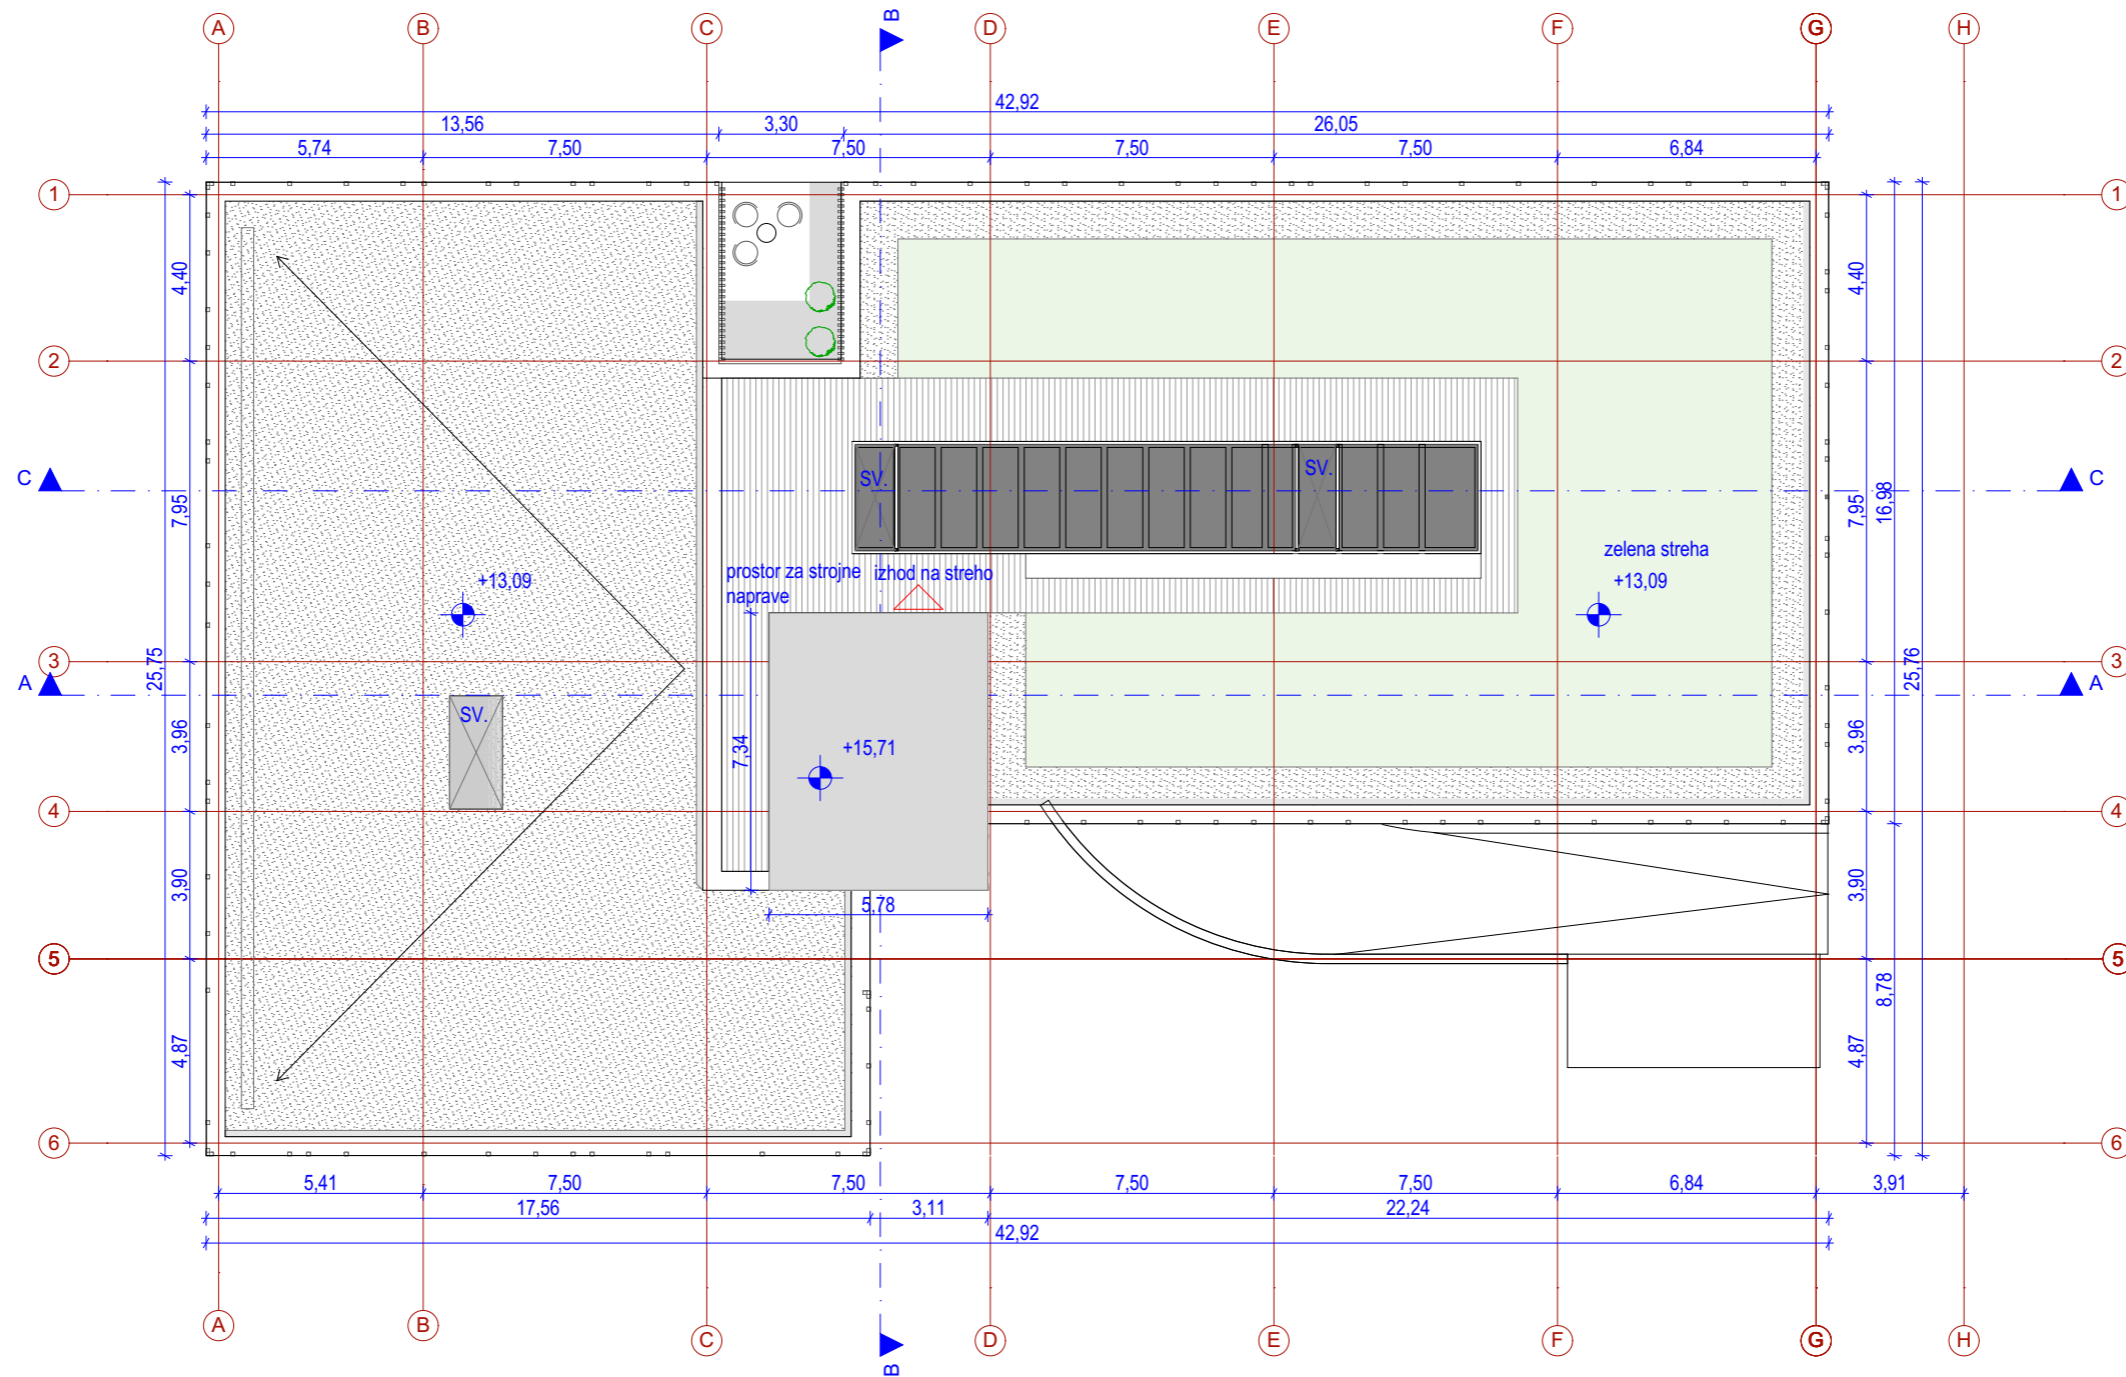 A B C B D E F G H
42,92
13,56 3,30 26,05
5,74 7,50 7,50 7,50 7,50 6,84
1 1
4,40 4,40
2 2
C SV. SV. C
7,95 7,95 16,98
zelena streha
prostor za strojne izhod na streho
naprave
+13,09 +13,09
3 3
25,75 25,76
A A
SV.
3,96 7,34 +15,71 3,96
4 4
3,90 5,78 3,90
5 5
8,78
4,87 4,87
6 6
5,41 7,50 7,50 7,50 7,50 6,84 3,91
17,56 3,11 22,24
42,92
A B C B D E F G H